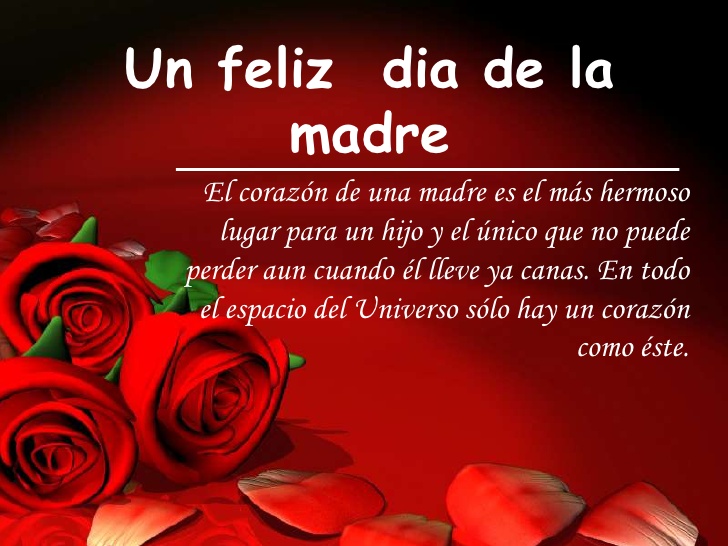 Un feliz  dia de la
madre
El corazón de una madre es el más hermoso
lugar para un hijo y el único que no puede
perder aun cuando él lleve ya canas. En todo
el espacio del Universo sólo hay un corazón
como éste.